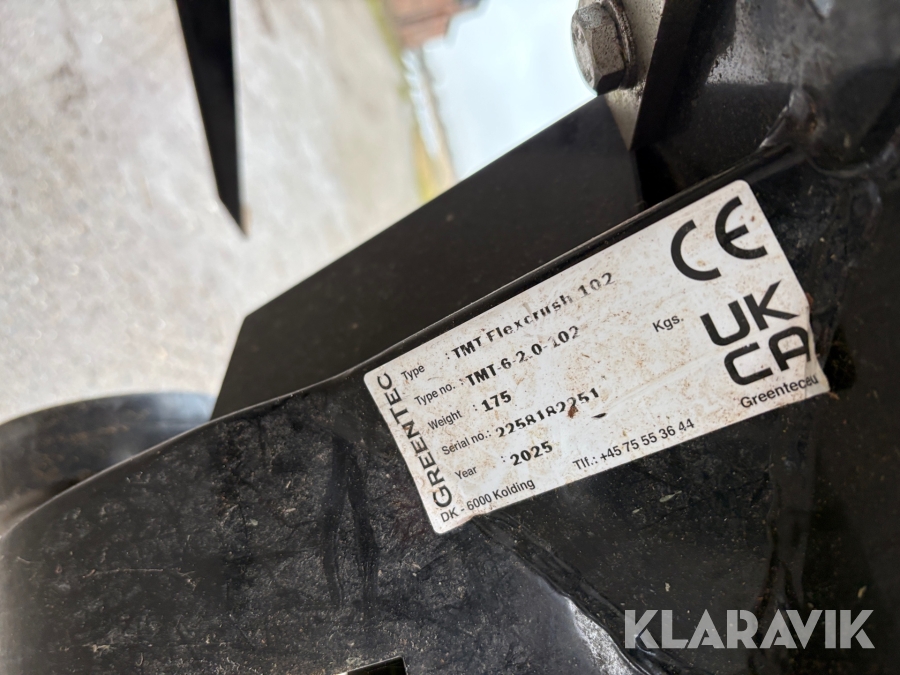 GREENTEC
Type : TMT Flexcrush 102
Type no.: TMT-6-2.0-102
Weight : 175 Kgs.
Serial no.: 2258182251
Year : 2025
DK - 6000 Kolding Tlf.: +45 75 55 36 44 Greentec.eu
CE
UK
CA
KLARAVIK